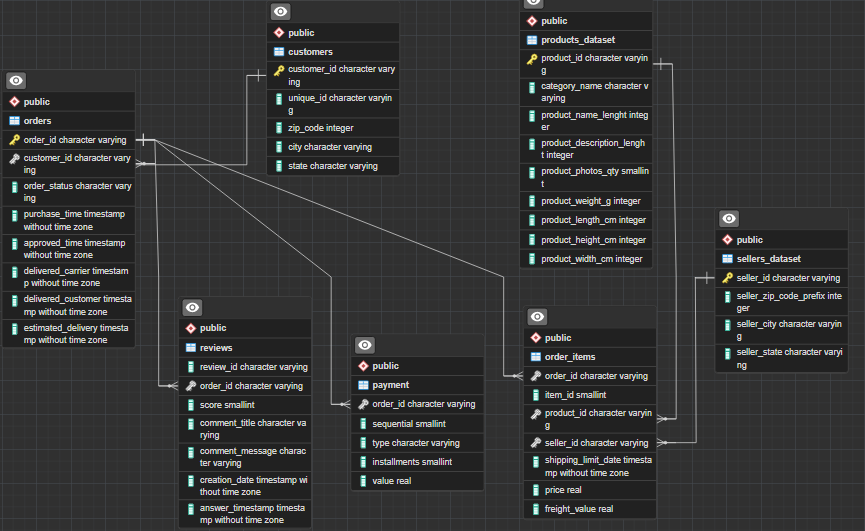 public
customers
customer_id character vary
ing
unique_id character varyin
g
zip_code integer
city character varying
state character varying
public
products_dataset
product_id character varyin
g
category_name character v
arying
product_name_lenght integ
er
product_description_lengh
t integer
product_photos_qty smallin
t
product_weight_g integer
product_length_cm integer
product_height_cm integer
product_width_cm integer
public
orders
order_id character varying
customer_id character vary
ing
order_status character vary
ing
purchase_time timestamp
without time zone
approved_time timestamp
without time zone
delivered_carrier timestam
p without time zone
delivered_customer timesta
mp without time zone
estimated_delivery timesta
mp without time zone
public
sellers_dataset
seller_id character varying
seller_zip_code_prefix inte
ger
seller_city character varyin
g
seller_state character varyi
ng
public
reviews
review_id character varying
order_id character varying
score smallint
comment_title character va
rying
comment_message charac
ter varying
creation_date timestamp wi
thout time zone
answer_timestamp timesta
mp without time zone
public
payment
order_id character varying
sequential smallint
type character varying
installments smallint
value real
public
order_items
order_id character varying
item_id smallint
product_id character varyin
g
seller_id character varying
shipping_limit_date timesta
mp without time zone
price real
freight_value real